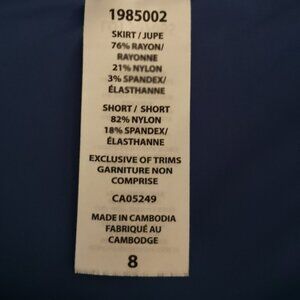 1985002
SKIRT / JUPE
76% RAYON/
RAYONNE
21% NYLON
3% SPANDEX/
ÉLASTHANNE
SHORT / SHORT
82% NYLON
18% SPANDEX/
ÉLASTHANNE
EXCLUSIVE OF TRIMS
GARNITURE NON
COMPRISE
CA05249
MADE IN CAMBODIA
FABRIQUÉ AU
CAMBODGE
8